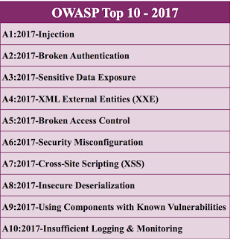 OWASP Top 10 - 2017
A1:2017-Injection
A2:2017-Broken Authentication
A3:2017-Sensitive Data Exposure
A4:2017-XML External Entities (XXE)
A5:2017-Broken Access Control
A6:2017-Security Misconfiguration
A7:2017-Cross-Site Scripting (XSS)
A8:2017-Insecure Deserialization
A9:2017-Using Components with Known Vulnerabilities
A10:2017-Insufficient Logging & Monitoring